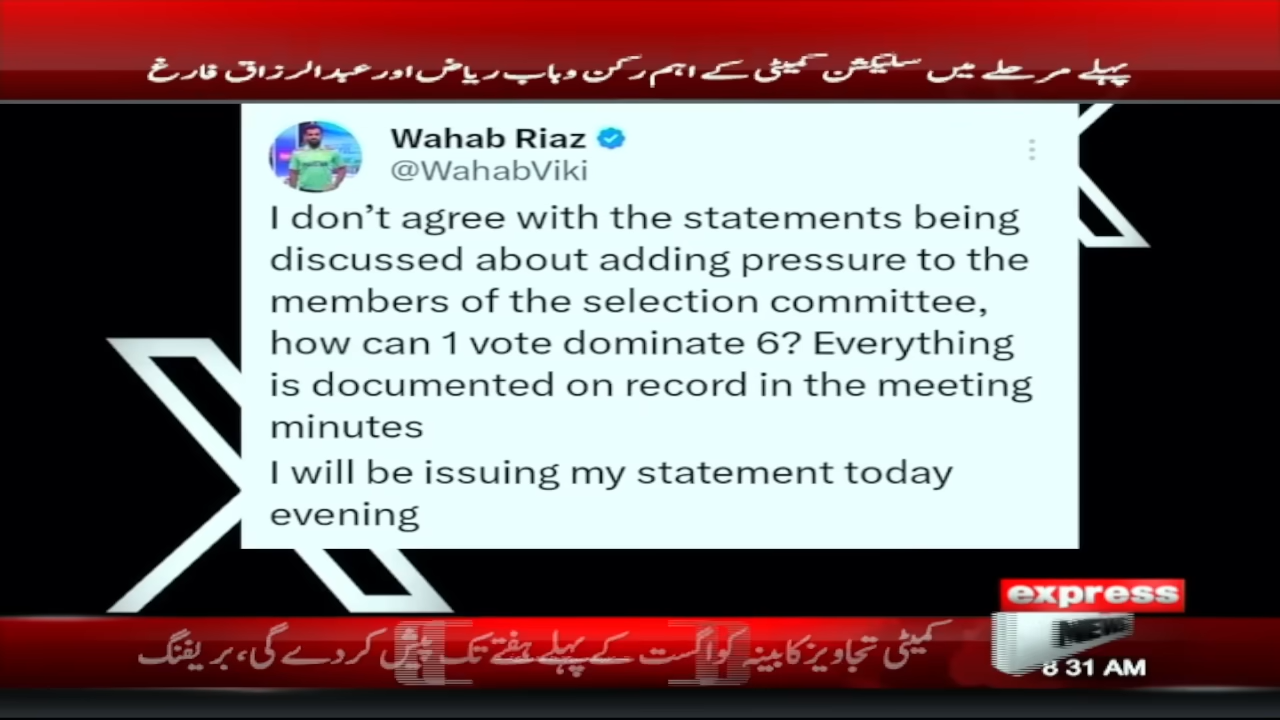 پہلے مرحلے میں سلیکشن کمیٹی کے اہم رکن وہاب ریاض اور عبدالرزاق فارغ
Wahab Riaz
@WahabViki
I don’t agree with the statements being
discussed about adding pressure to the
members of the selection committee,
how can 1 vote dominate 6? Everything
is documented on record in the meeting
minutes
I will be issuing my statement today
evening
express
NEWS
کمیٹی تجاویز کابینہ کو اگست کے پہلے ہفتے تک پیش کردے گی، بریفنگ
8 31 AM